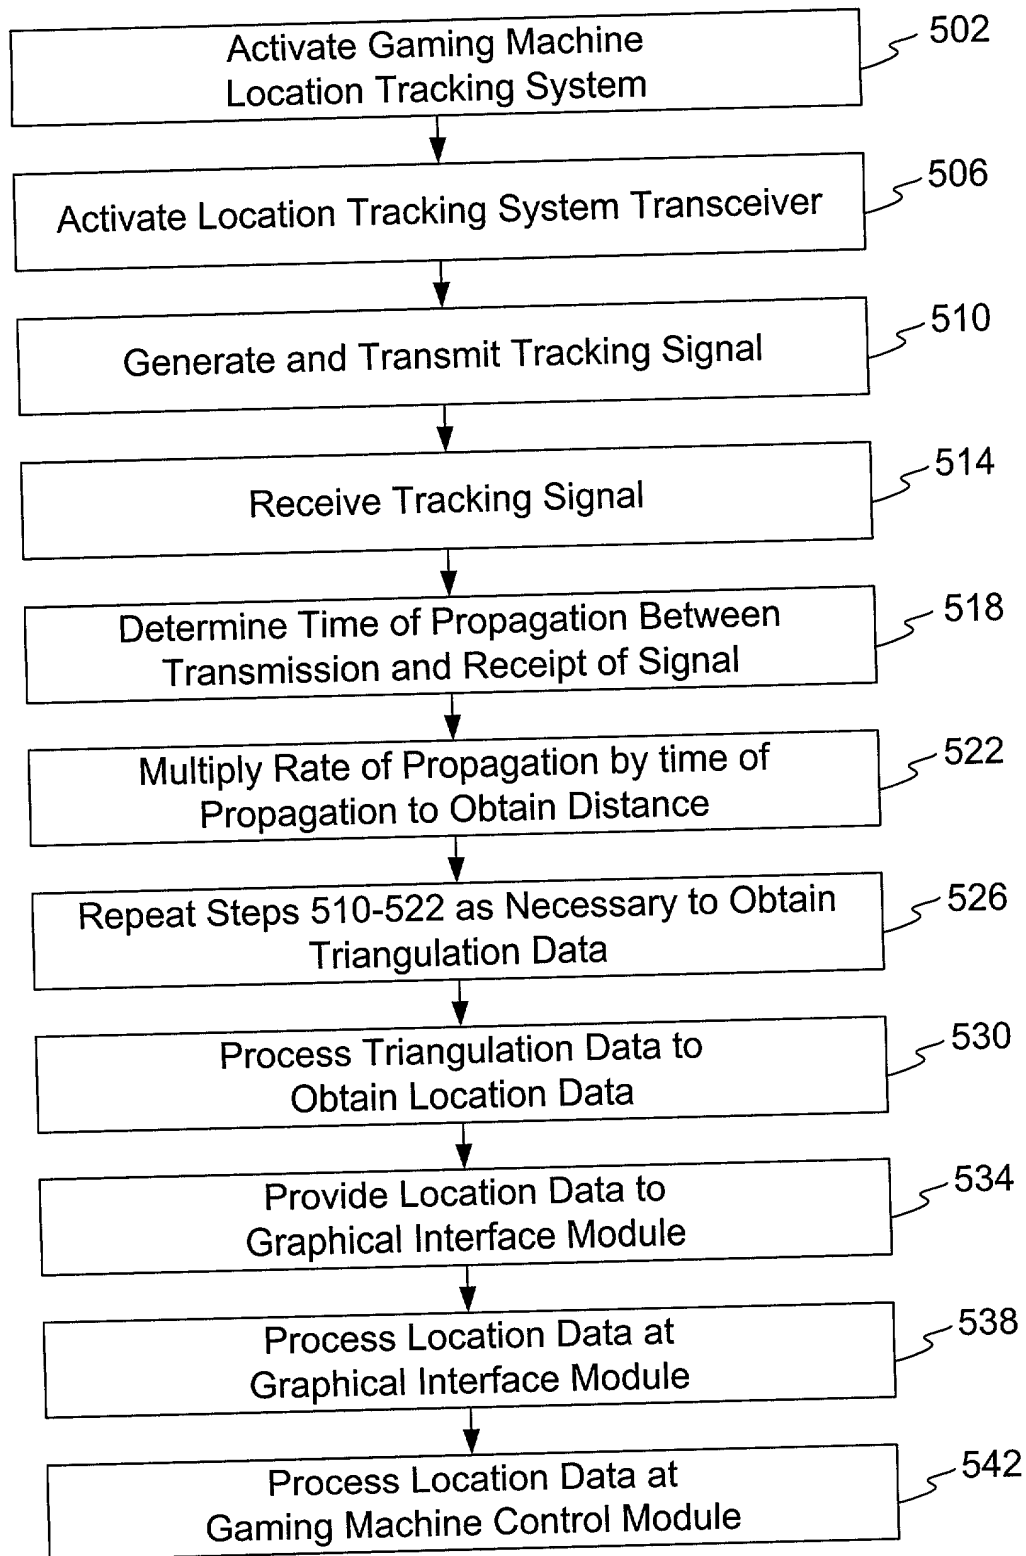 Activate Gaming Machine
Location Tracking System
502
Activate Location Tracking System Transceiver
506
Generate and Transmit Tracking Signal
510
Receive Tracking Signal
514
Determine Time of Propagation Between
Transmission and Receipt of Signal
518
Multiply Rate of Propagation by time of
Propagation to Obtain Distance
522
Repeat Steps 510-522 as Necessary to Obtain
Triangulation Data
526
Process Triangulation Data to
Obtain Location Data
530
Provide Location Data to
Graphical Interface Module
534
Process Location Data at
Graphical Interface Module
538
Process Location Data at
Gaming Machine Control Module
542